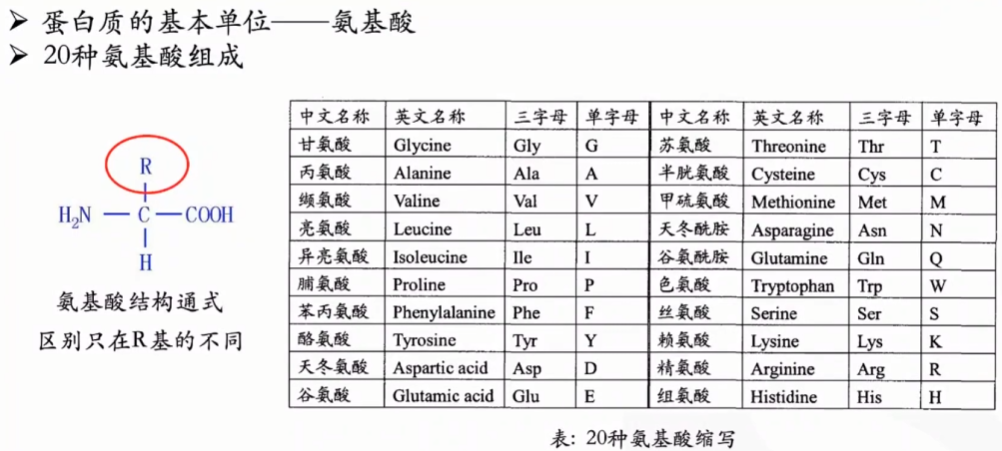 ➢ 蛋白质的基本单位——氨基酸
➢ 20种氨基酸组成
R
H₂N — C — COOH
H
氨基酸结构通式
区别只在R基的不同
中文名称 英文名称 三字母 单字母 中文名称 英文名称 三字母 单字母
甘氨酸 Glycine Gly G 苏氨酸 Threonine Thr T
丙氨酸 Alanine Ala A 半胱氨酸 Cysteine Cys C
缬氨酸 Valine Val V 甲硫氨酸 Methionine Met M
亮氨酸 Leucine Leu L 天冬酰胺 Asparagine Asn N
异亮氨酸 Isoleucine Ile I 谷氨酰胺 Glutamine Gln Q
脯氨酸 Proline Pro P 色氨酸 Tryptophan Trp W
苯丙氨酸 Phenylalanine Phe F 丝氨酸 Serine Ser S
酪氨酸 Tyrosine Tyr Y 赖氨酸 Lysine Lys K
天冬氨酸 Aspartic acid Asp D 精氨酸 Arginine Arg R
谷氨酸 Glutamic acid Glu E 组氨酸 Histidine His H
表: 20种氨基酸缩写